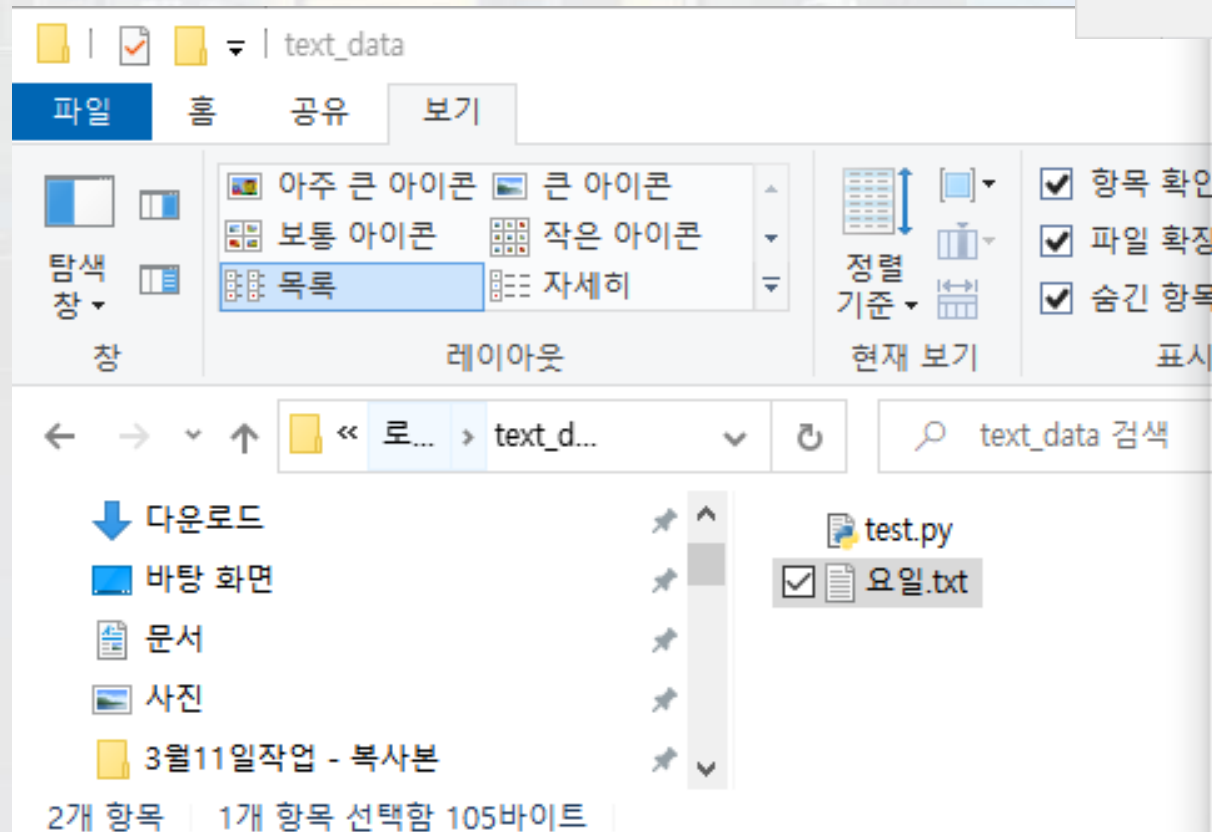 text_data
파일 홈 공유 보기
아주 큰 아이콘 큰 아이콘
보통 아이콘 작은 아이콘
목록 자세히
탐색
창
정렬
기준
항목 확인
파일 확장
숨긴 항목
창 레이아웃 현재 보기 표시
« 로... › text_d...
text_data 검색
다운로드
바탕 화면
문서
사진
3월11일작업 - 복사본
test.py
요일.txt
2개 항목 1개 항목 선택함 105바이트